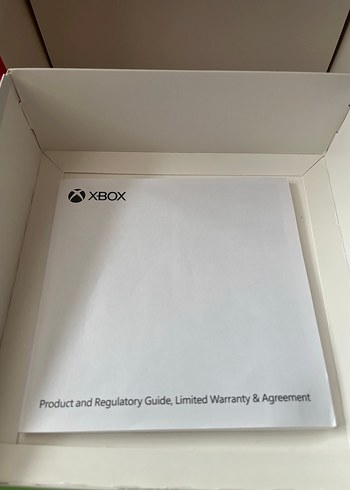 XBOX
Product and Regulatory Guide, Limited Warranty & Agreement